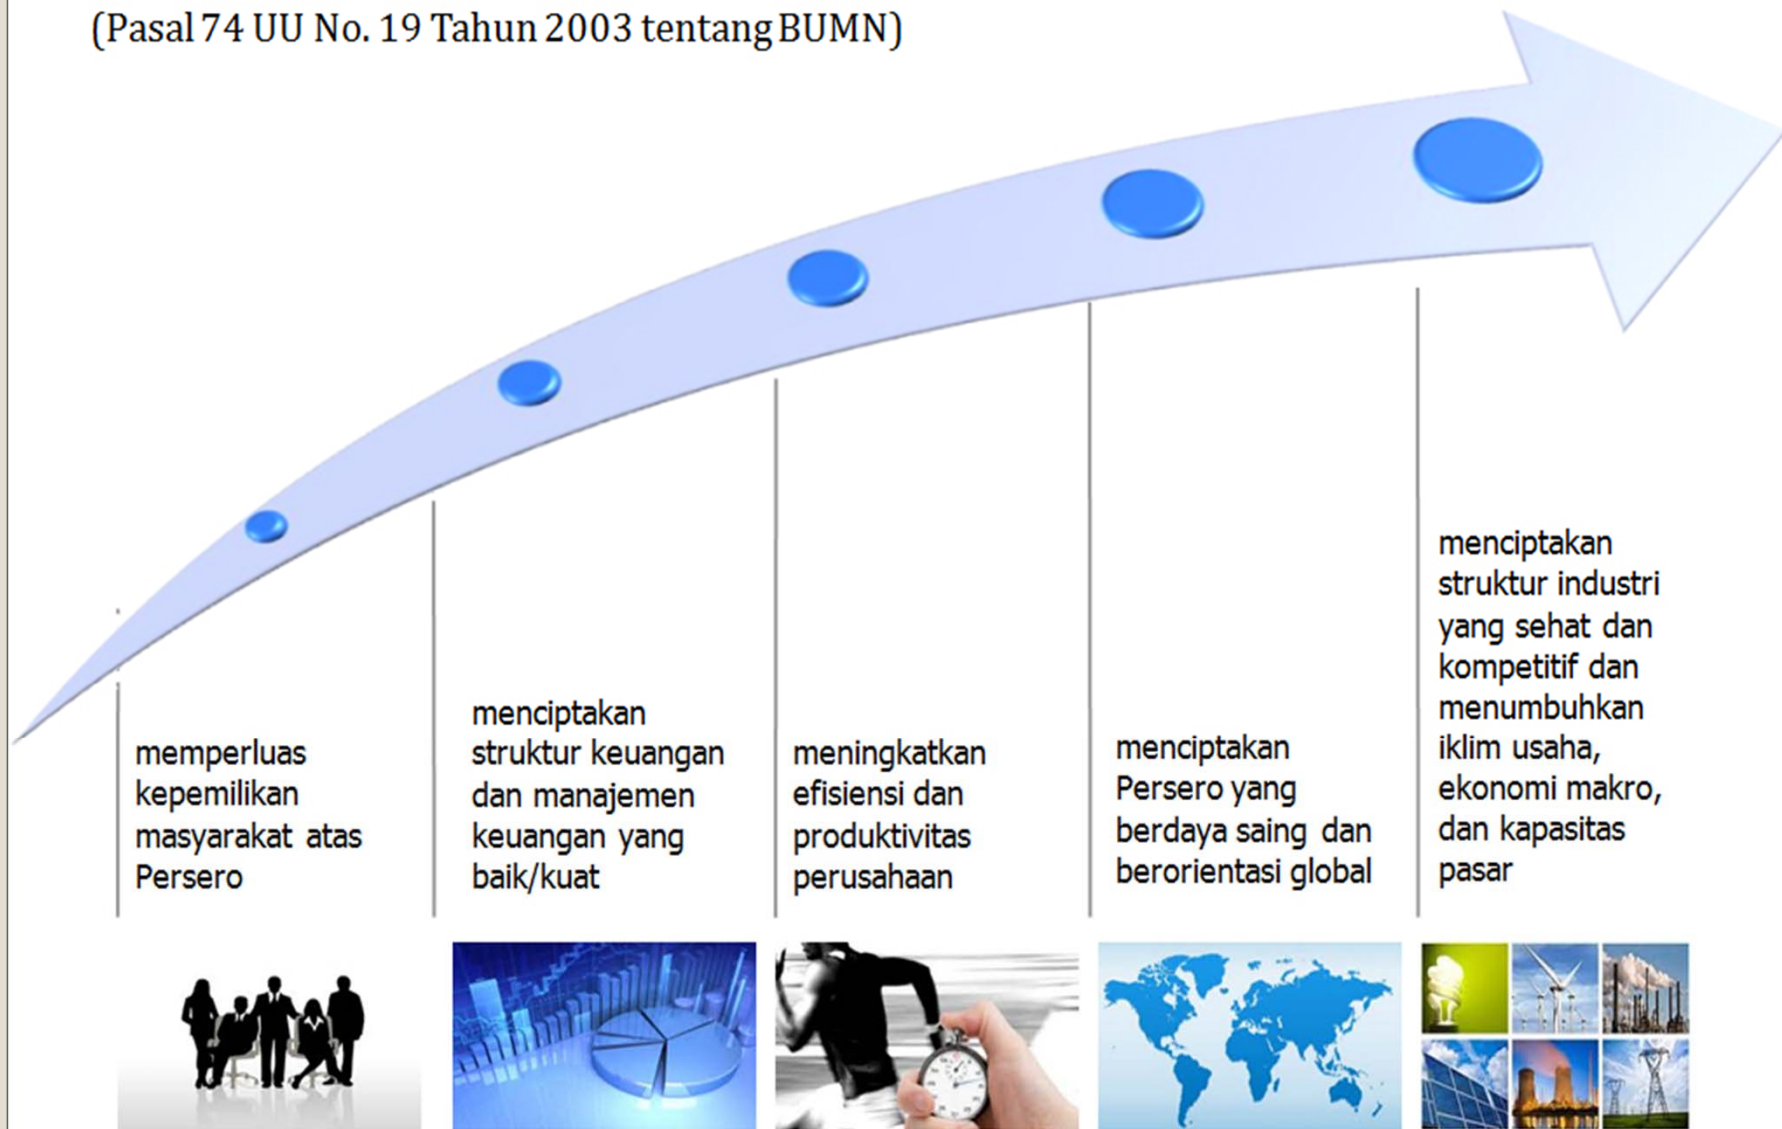 (Pasal 74 UU No. 19 Tahun 2003 tentang BUMN)
memperluas
kepemilikan
masyarakat atas
Persero
menciptakan
struktur keuangan
dan manajemen
keuangan yang
baik/kuat
meningkatkan
efisiensi dan
produktivitas
perusahaan
menciptakan
Persero yang
berdaya saing dan
berorientasi global
menciptakan
struktur industri
yang sehat dan
kompetitif dan
menumbuhkan
iklim usaha,
ekonomi makro,
dan kapasitas
pasar